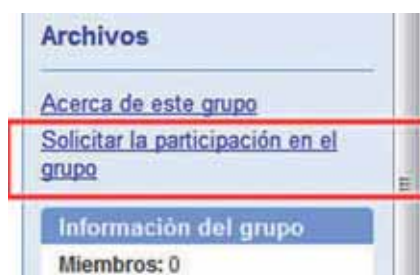 Archivos
Acerca de este grupo
Solicitar la participación en el
grupo
Información del grupo
Miembros: 0